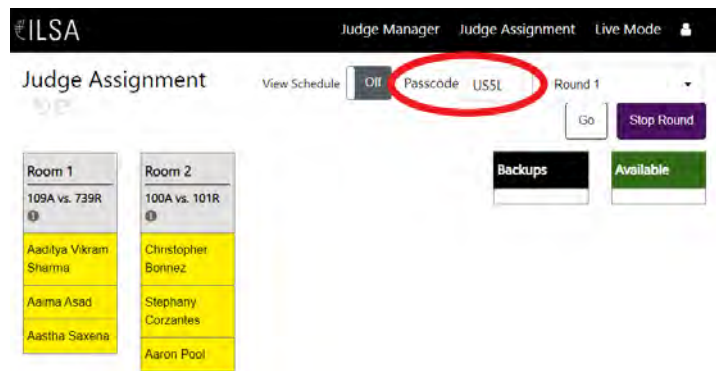 ILSA
Judge Manager Judge Assignment Live Mode
Judge Assignment
View Schedule Off Passcode US5L Round 1
Go Stop Round
Room 1
109A vs. 739R
Aaditya Vikram
Sharma
Aaima Asad
Aastha Saxena
Room 2
100A vs. 101R
Christopher
Bonnez
Stephany
Corzantes
Aaron Pool
Backups
Available